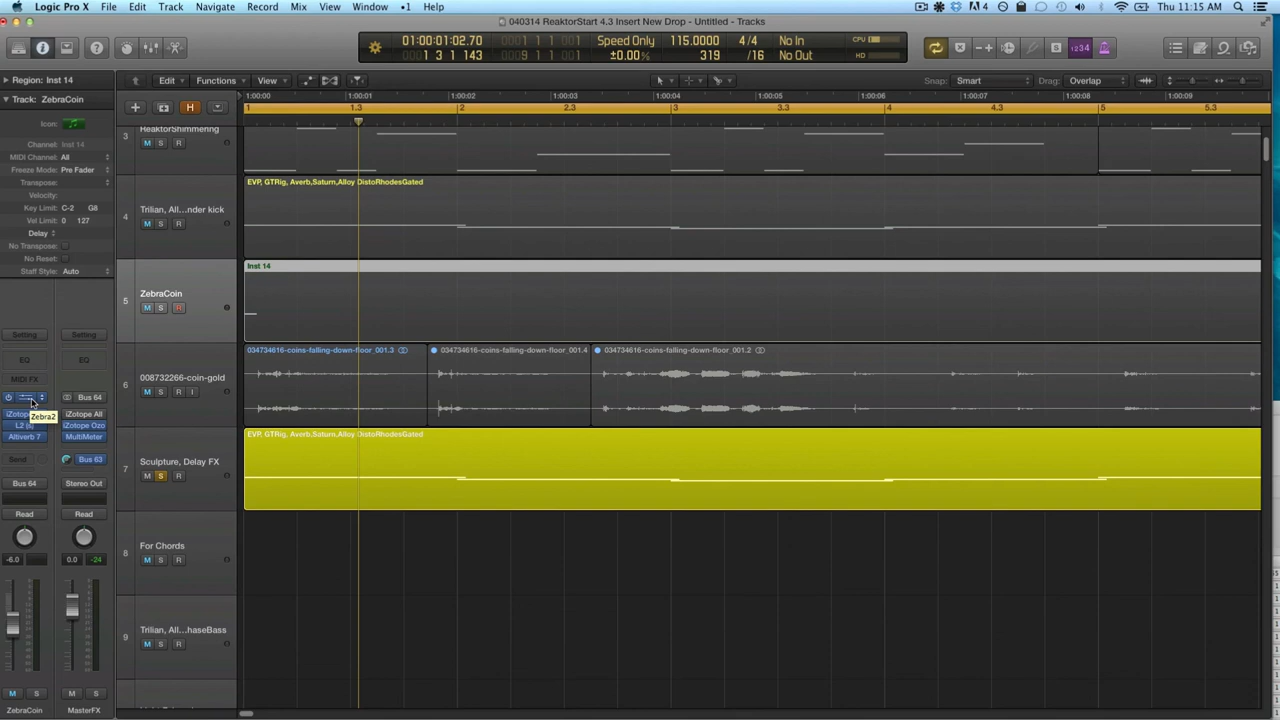 Logic Pro X File Edit Track Navigate Record Mix View Window 1 Help
4 Thu 11:15 AM
040314 ReaktorStart 4.3 Insert New Drop - Untitled - Tracks
01:00:01:02.70 Speed Only 115.0000 4/4 No In CPU
1 3 1 143 ±0.00% 319 /16 No Out HD
1234
Region: Inst 14
Edit Functions View Snap: Smart Drag: Overlap
Track: ZebraCoin
1:00:00 1:00:01 1:00:02 1:00:03 1:00:04 1:00:05 1:00:06 1:00:07 1:00:08 1:00:09
1 1.3 2 2.3 3 3.3 4 4.3 5 5.3
Icon:
Channel: Inst 14
MIDI Channel: All
Freeze Mode: Pre Fader
Transpose:
Velocity:
Key Limit: C-2 G8
Vel Limit: 0 127
Delay
No Transpose:
No Reset:
Staff Style: Auto
3 ReaktorShimmering
M S R
EVP, GTRig, Averb,Saturn,Alloy DistoRhodesGated
4 Trilian, All...nder kick
M S R
Inst 14
5 ZebraCoin
M S R
034734616-coins-falling-down-floor_001.3 034734616-coins-falling-down-floor_001.4 034734616-coins-falling-down-floor_001.2
6 008732266-coin-gold
M S R I
EVP, GTRig, Averb,Saturn,Alloy DistoRhodesGated
7 Sculpture, Delay FX
M S R
8 For Chords
M S R
9 Trilian, All...haseBass
M S R
Setting Setting
EQ EQ
MIDI FX
Bus 64
Zebra2
iZotop iZotope All
L2 (s) iZotope Ozo
Altiverb 7 MultiMeter
Send Bus 63
Bus 64 Stereo Out
Read Read
-6.0 0.0 -24
M S M S
ZebraCoin MasterFX